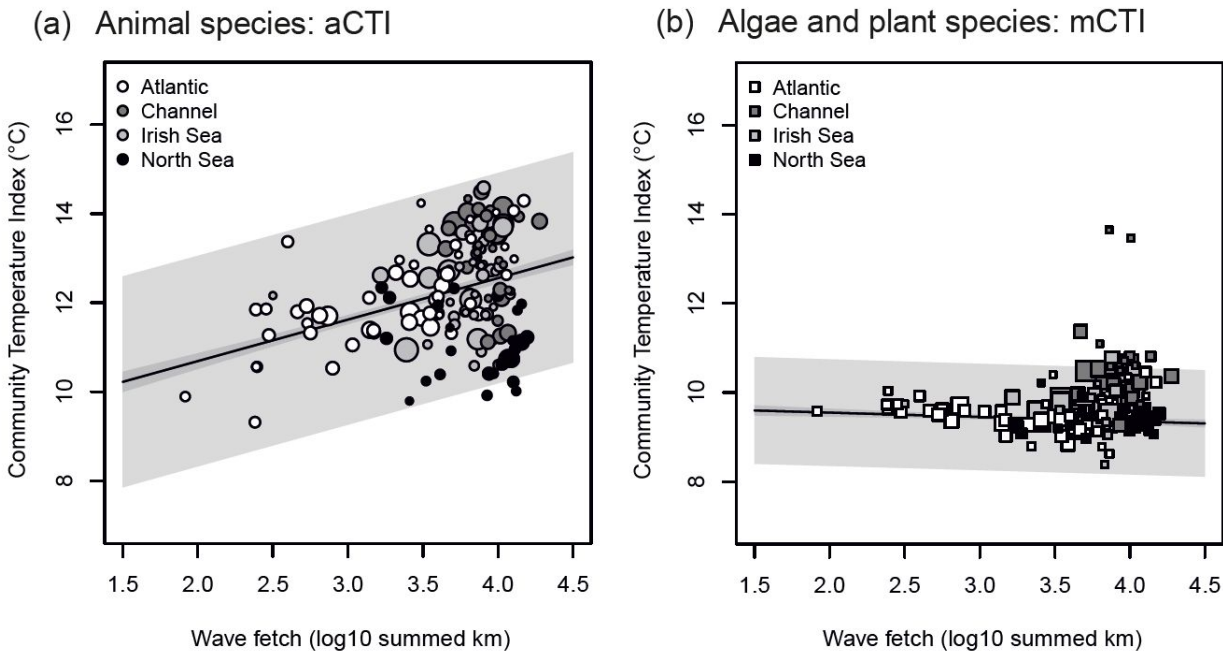 (a) Animal species: aCTI
Community Temperature Index (°C)
16
14
12
10
8
Atlantic
Channel
Irish Sea
North Sea
1.5 2.0 2.5 3.0 3.5 4.0 4.5
Wave fetch (log10 summed km)
(b) Algae and plant species: mCTI
Community Temperature Index (°C)
16
14
12
10
8
Atlantic
Channel
Irish Sea
North Sea
1.5 2.0 2.5 3.0 3.5 4.0 4.5
Wave fetch (log10 summed km)